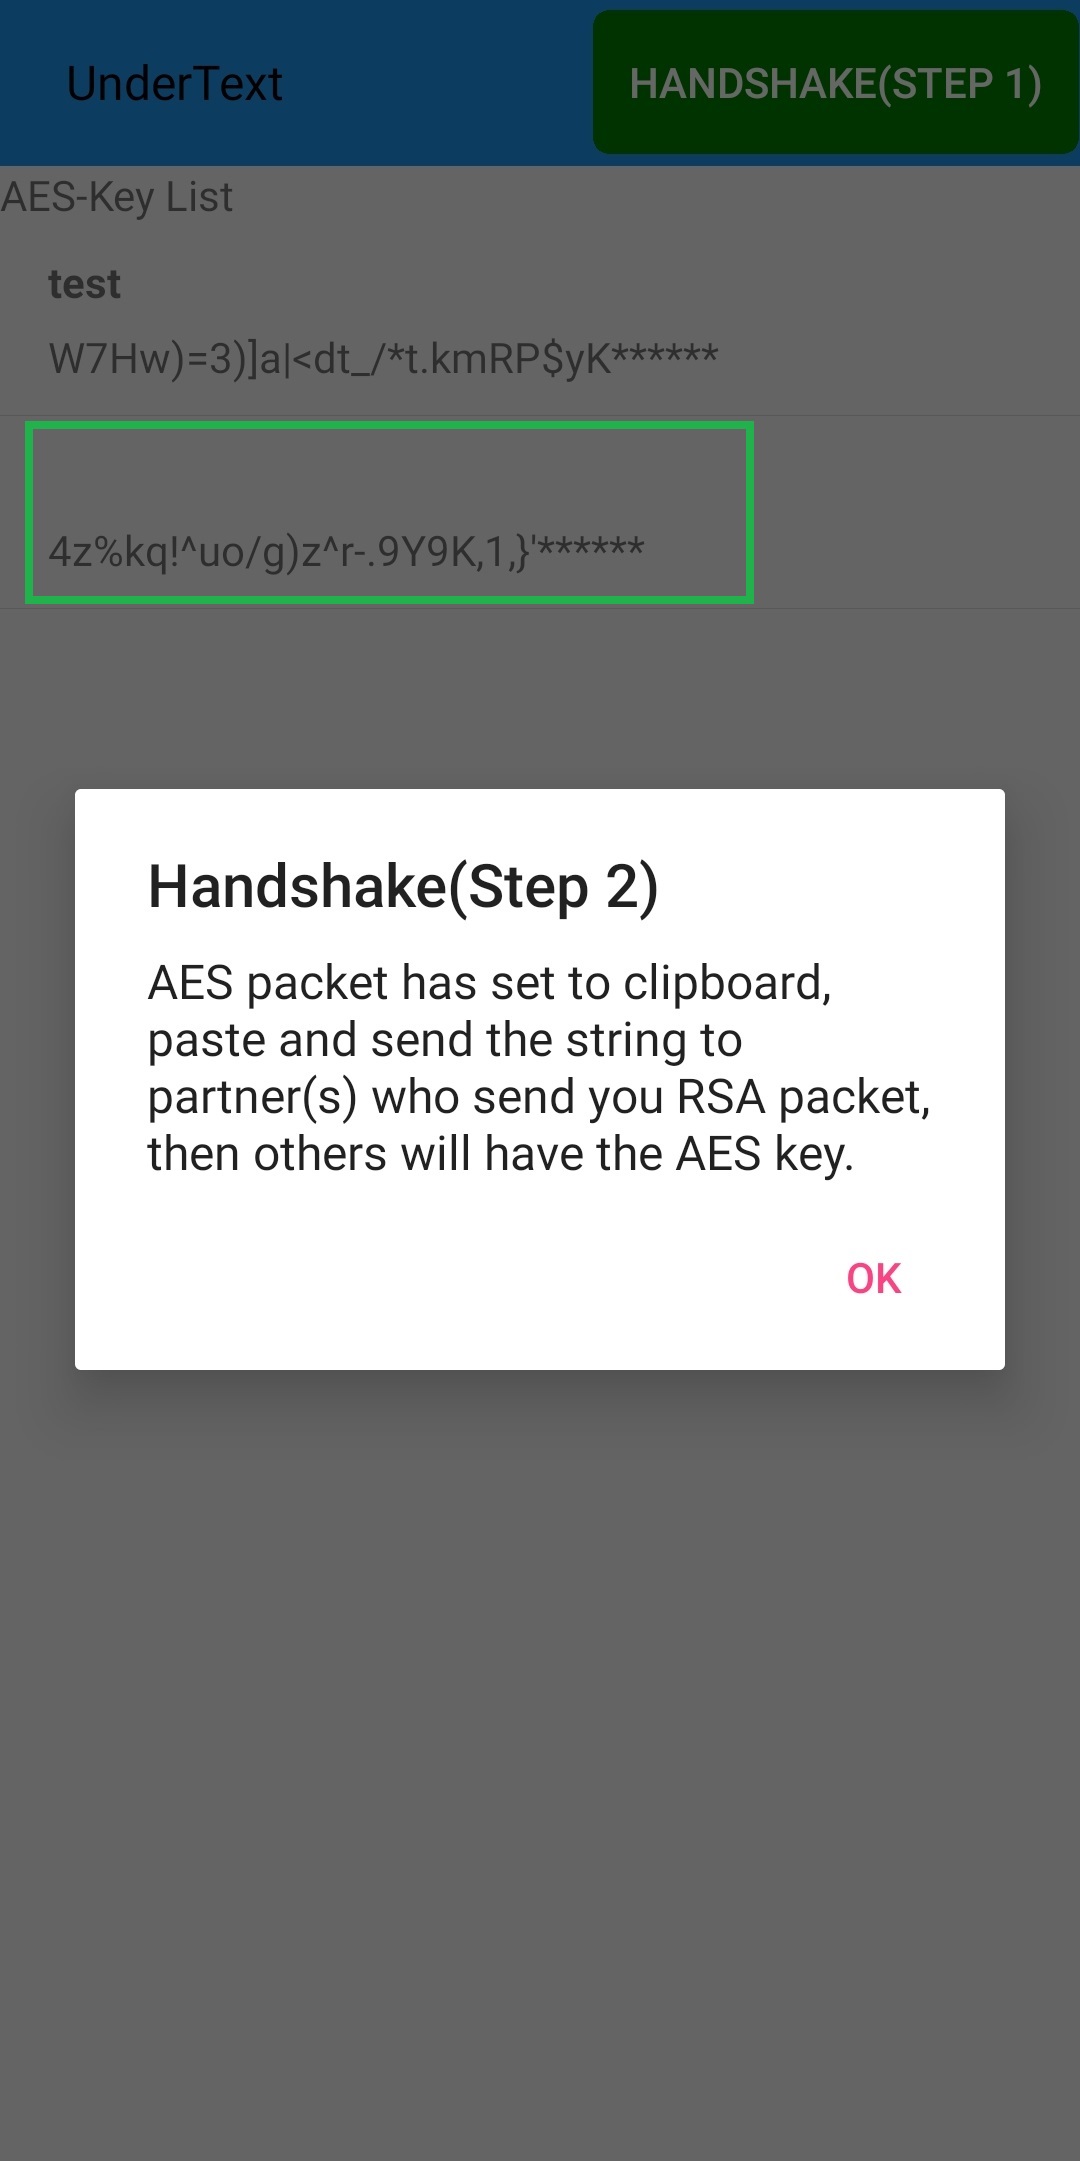 UnderText
HANDSHAKE(STEP 1)
AES-Key List
test
W7Hw)=3)]a|<dt_/*t.kmRP$yK******
4z%kq!^uo/g)z^r-.9Y9K,1,}'******
Handshake(Step 2)
AES packet has set to clipboard,
paste and send the string to
partner(s) who send you RSA packet,
then others will have the AES key.
OK